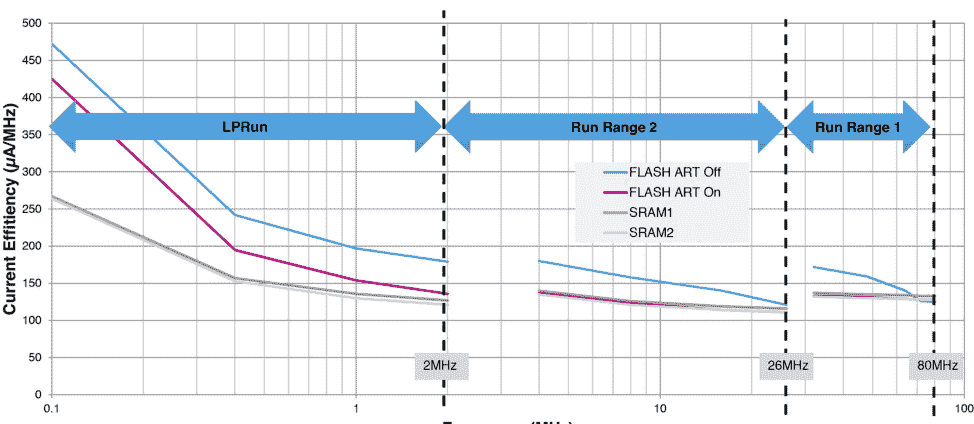 500
450
400
350
300
250
200
150
100
50
0
Current Effitiency (µA/MHz)
LPRun
Run Range 2
Run Range 1
FLASH ART Off
FLASH ART On
SRAM1
SRAM2
2MHz
26MHz
80MHz
0.1
1
10
100